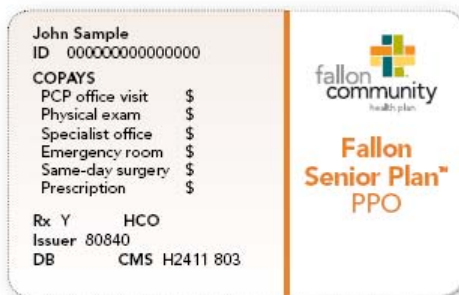 John Sample
ID 000000000000000
COPAYS
PCP office visit $
Physical exam $
Specialist office $
Emergency room $
Same-day surgery $
Prescription $
Rx Y HCO
Issuer 80840
DB CMS H2411 803
fallon
community
health plan
Fallon
Senior Plan™
PPO